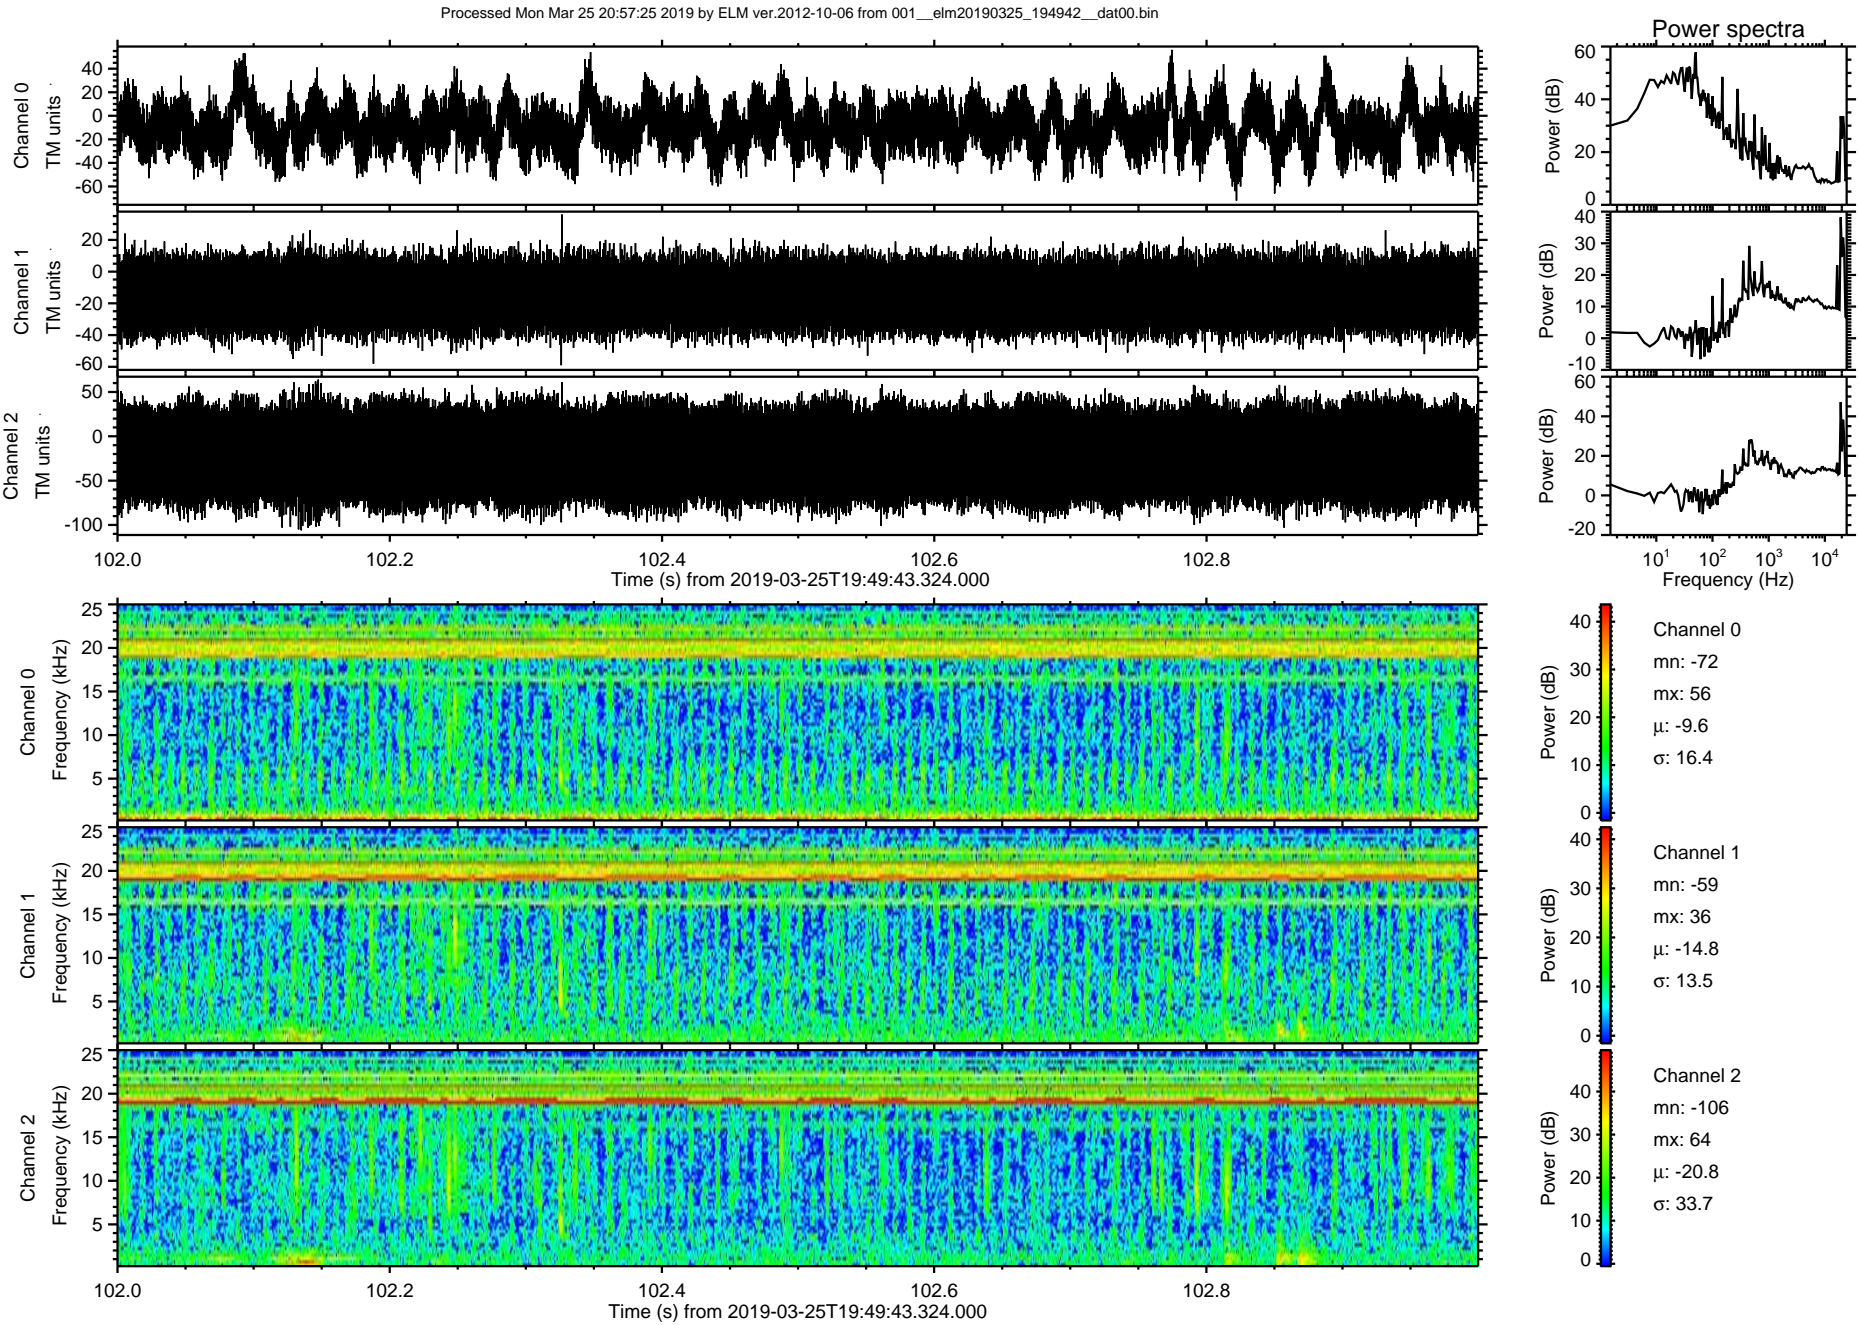 Processed Mon Mar 25 20:57:25 2019 by ELM ver.2012-10-06 from 001__elm20190325_194942__dat00.bin
Power spectra
Channel 0
TM units
40
20
0
-20
-40
-60
Power (dB)
60
40
20
0
Channel 1
TM units
20
0
-20
-40
-60
Power (dB)
40
30
20
10
0
-10
Channel 2
TM units
50
0
-50
-100
Power (dB)
60
40
20
0
-20
102.0 102.2 102.4 102.6 102.8
Time (s) from 2019-03-25T19:49:43.324.000
10^1 10^2 10^3 10^4
Frequency (Hz)
Channel 0
Frequency (kHz)
25
20
15
10
5
Power (dB)
40
30
20
10
0
Channel 0
mn: -72
mx: 56
μ: -9.6
σ: 16.4
Channel 1
Frequency (kHz)
25
20
15
10
5
Power (dB)
40
30
20
10
0
Channel 1
mn: -59
mx: 36
μ: -14.8
σ: 13.5
Channel 2
Frequency (kHz)
25
20
15
10
5
Power (dB)
40
30
20
10
0
Channel 2
mn: -106
mx: 64
μ: -20.8
σ: 33.7
102.0 102.2 102.4 102.6 102.8
Time (s) from 2019-03-25T19:49:43.324.000